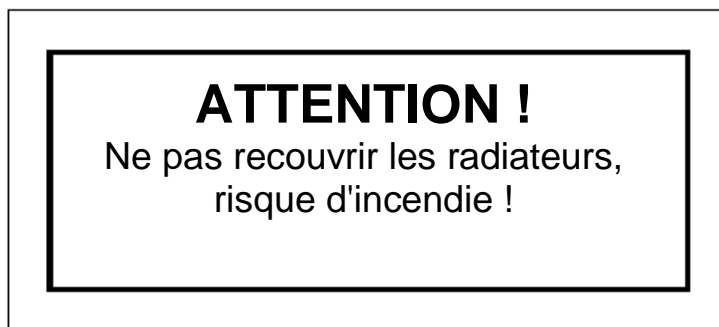 ATTENTION !
Ne pas recouvrir les radiateurs,
risque d'incendie !